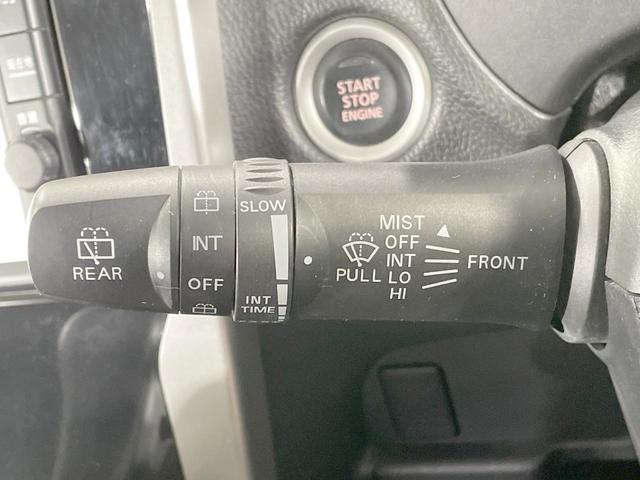 START
STOP
ENGINE
REAR
INT
OFF
SLOW
INT
TIME
PULL
MIST
OFF
INT
LO
HI
FRONT